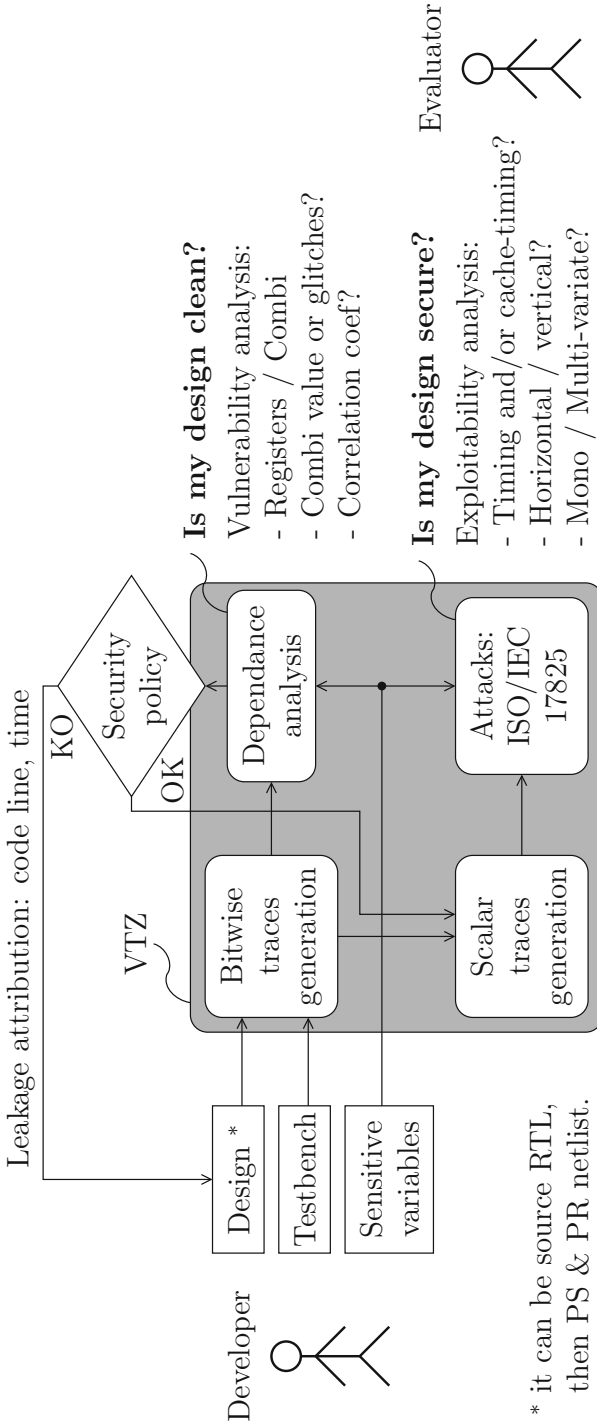 Leakage attribution: code line, time
KO
Security
policy
OK
VTZ
Is my design clean?
Vulnerability analysis:
- Registers / Combi
- Combi value or glitches?
- Correlation coef?
Developer
Design *
Testbench
Sensitive
variables
Bitwise
traces
generation
Dependance
analysis
Scalar
traces
generation
Attacks:
ISO/IEC
17825
Evaluator
Is my design secure?
Exploitability analysis:
- Timing and/or cache-timing?
- Horizontal / vertical?
- Mono / Multi-variate?
* it can be source RTL,
then PS & PR netlist.